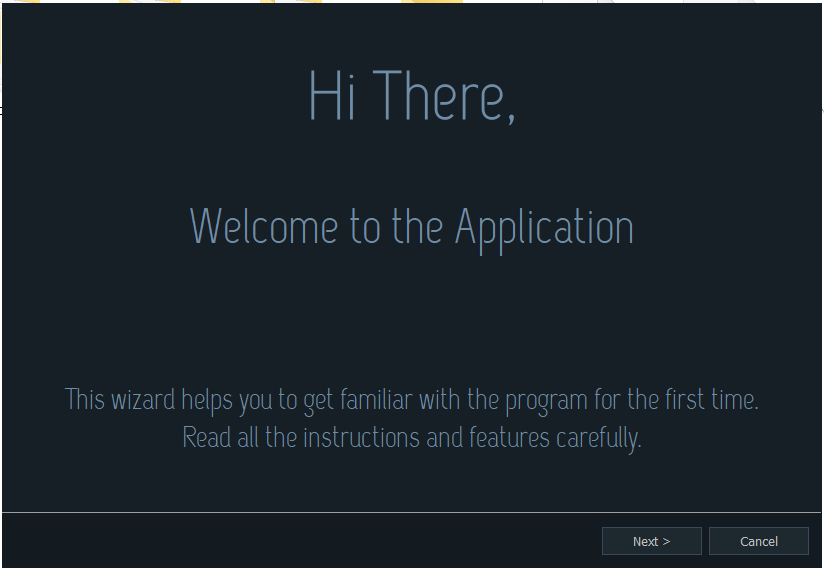 Hi There,
Welcome to the Application
This wizard helps you to get familiar with the program for the first time.
Read all the instructions and features carefully.
Next >
Cancel